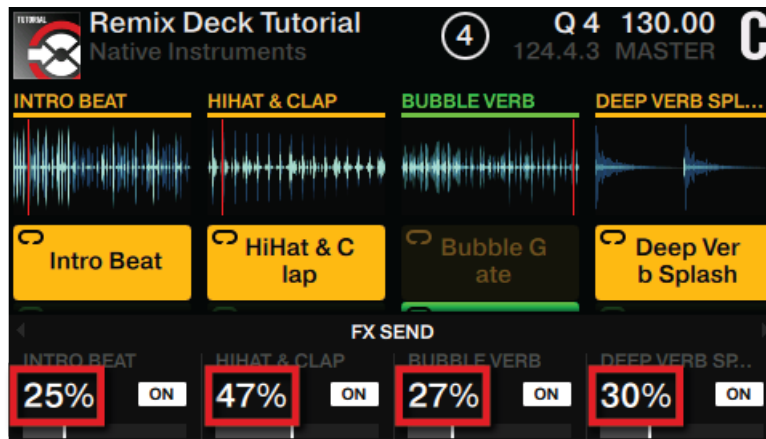 TUTORIAL
Remix Deck Tutorial
Native Instruments
4
Q 4 130.00
124.4.3 MASTER
C
INTRO BEAT HIHAT & CLAP BUBBLE VERB DEEP VERB SPL...
Intro Beat
HiHat & C
lap
Bubble G
ate
Deep Ver
b Splash
FX SEND
INTRO BEAT HIHAT & CLAP BUBBLE VERB DEEP VERB SP...
25% ON 47% ON 27% ON 30% ON